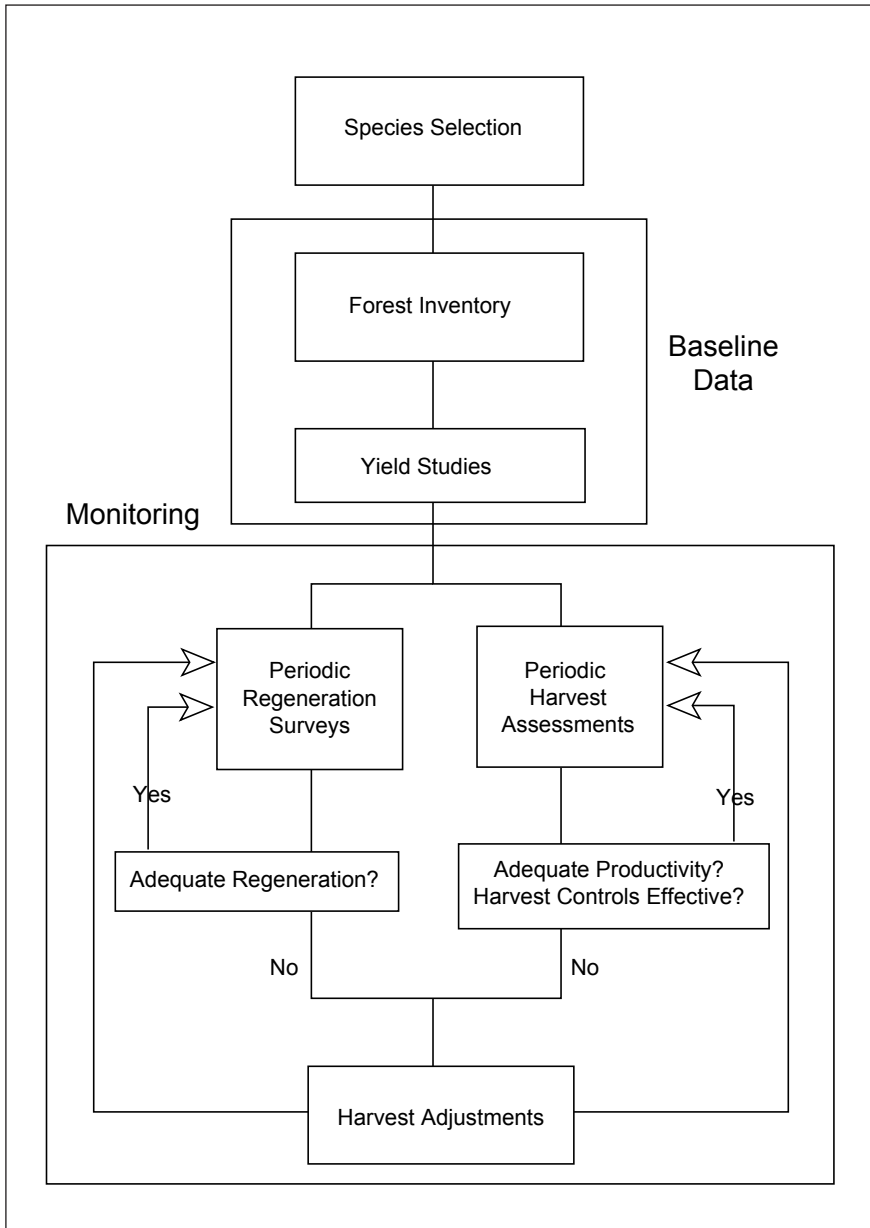 Species Selection
Forest Inventory
Baseline
Data
Yield Studies
Monitoring
Periodic
Regeneration
Surveys
Periodic
Harvest
Assessments
Yes
Yes
Adequate Regeneration?
Adequate Productivity?
Harvest Controls Effective?
No
No
Harvest Adjustments